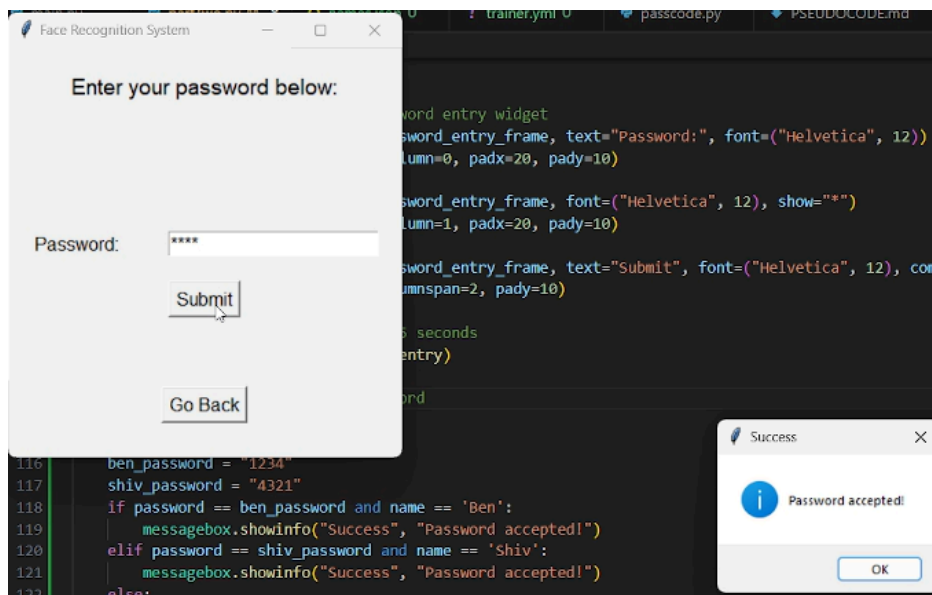 trainer.yml U
passcode.py
PSEUDOCODE.md
Face Recognition System
Enter your password below:
Password:
****
Submit
Go Back
word entry widget
sword_entry_frame, text="Password:", font=("Helvetica", 12))
lumn=0, padx=20, pady=10)
sword_entry_frame, font=("Helvetica", 12), show="*")
lumn=1, padx=20, pady=10)
sword_entry_frame, text="Submit", font=("Helvetica", 12), com
umnspan=2, pady=10)
seconds
entry)
ord
116 ben_password = "1234"
117 shiv_password = "4321"
118 if password == ben_password and name == 'Ben':
119 messagebox.showinfo("Success", "Password accepted!")
120 elif password == shiv_password and name == 'Shiv':
121 messagebox.showinfo("Success", "Password accepted!")
122 else:
Success
Password accepted!
OK